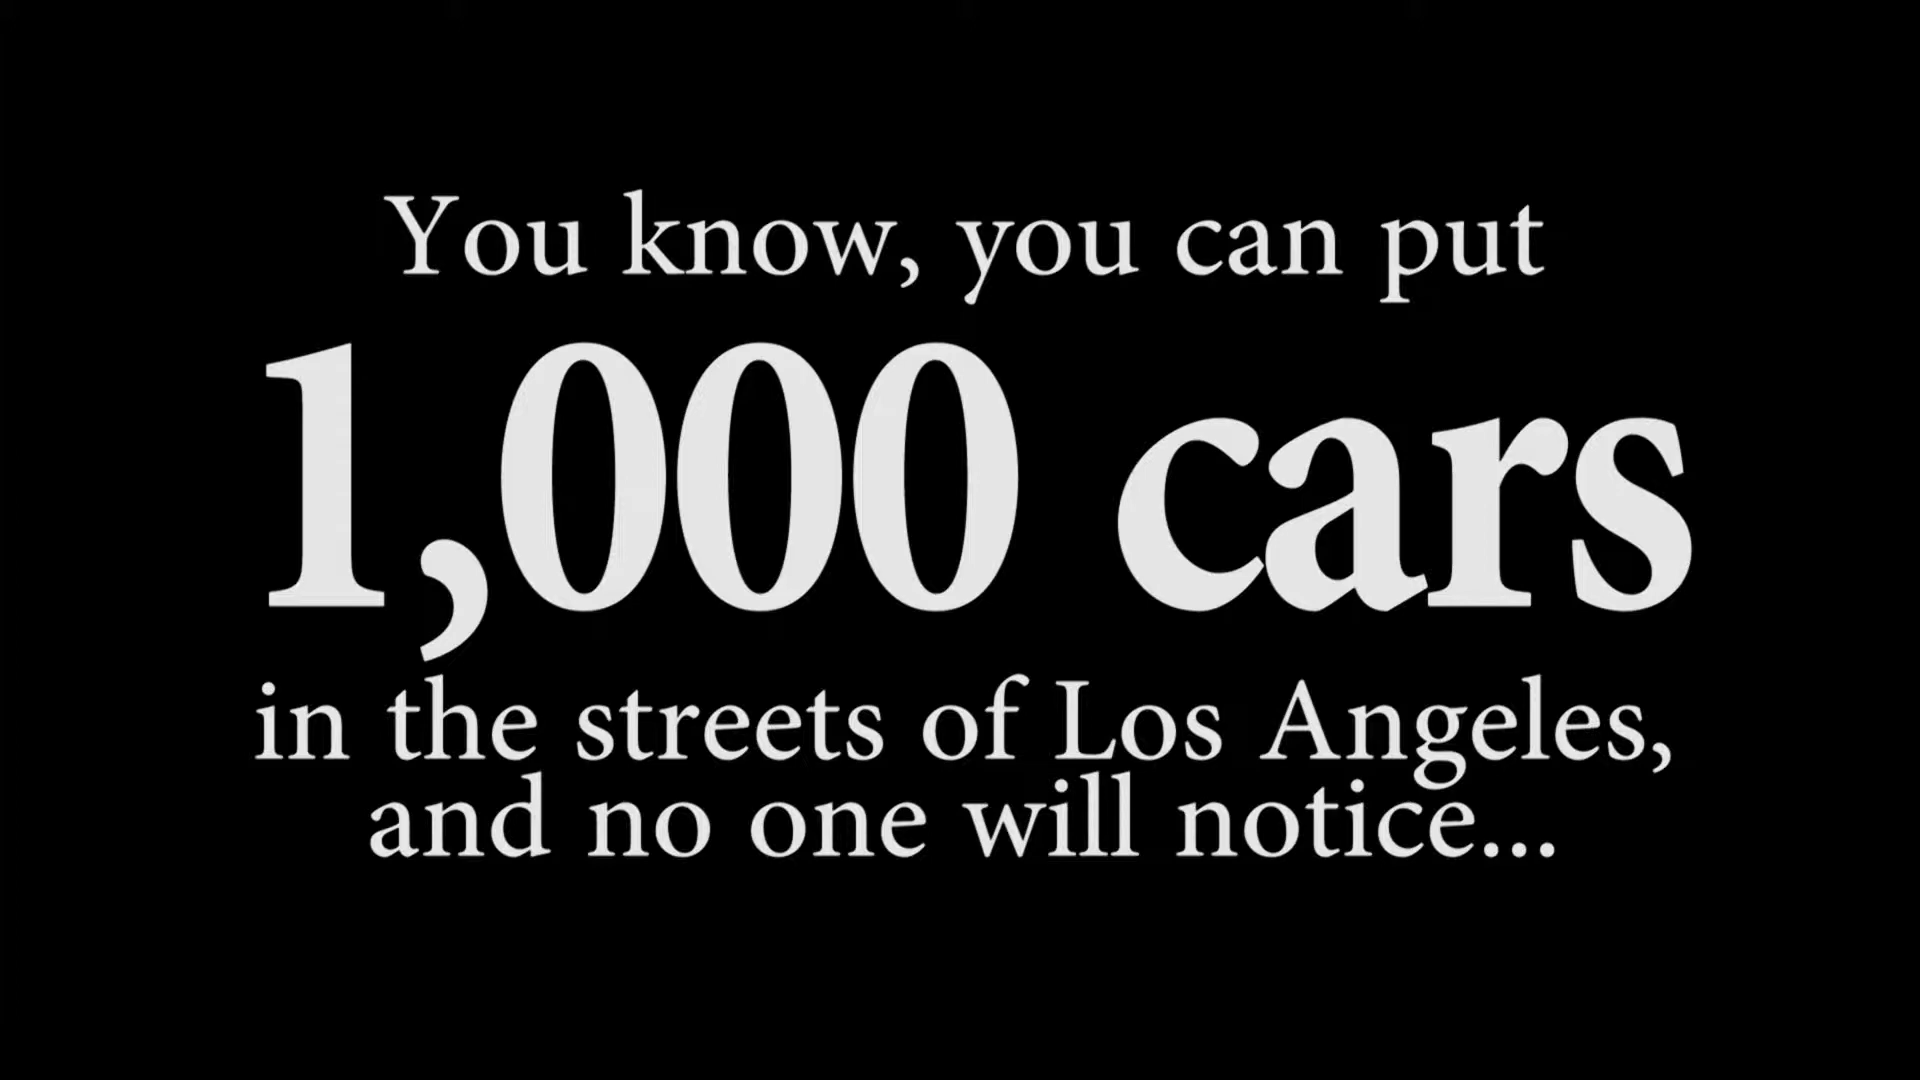 You know, you can put
1,000 cars
in the streets of Los Angeles,
and no one will notice...